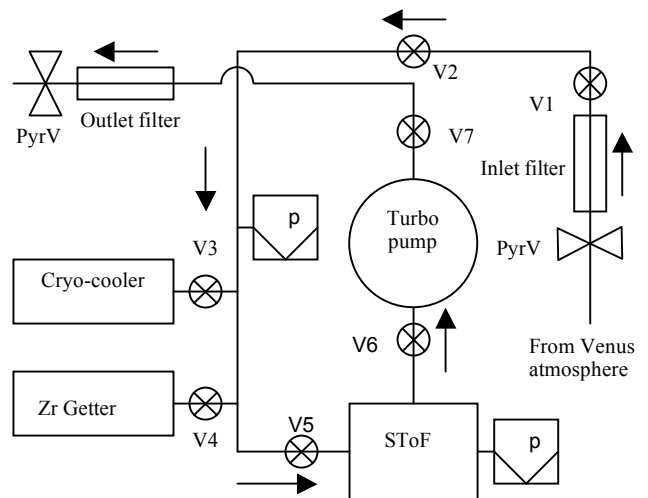 V2
PyrV
Outlet filter
V7
V1
Inlet filter
p
Turbo
pump
PyrV
V3
Cryo-cooler
V6
From Venus
atmosphere
Zr Getter
V4
V5
SToF
p